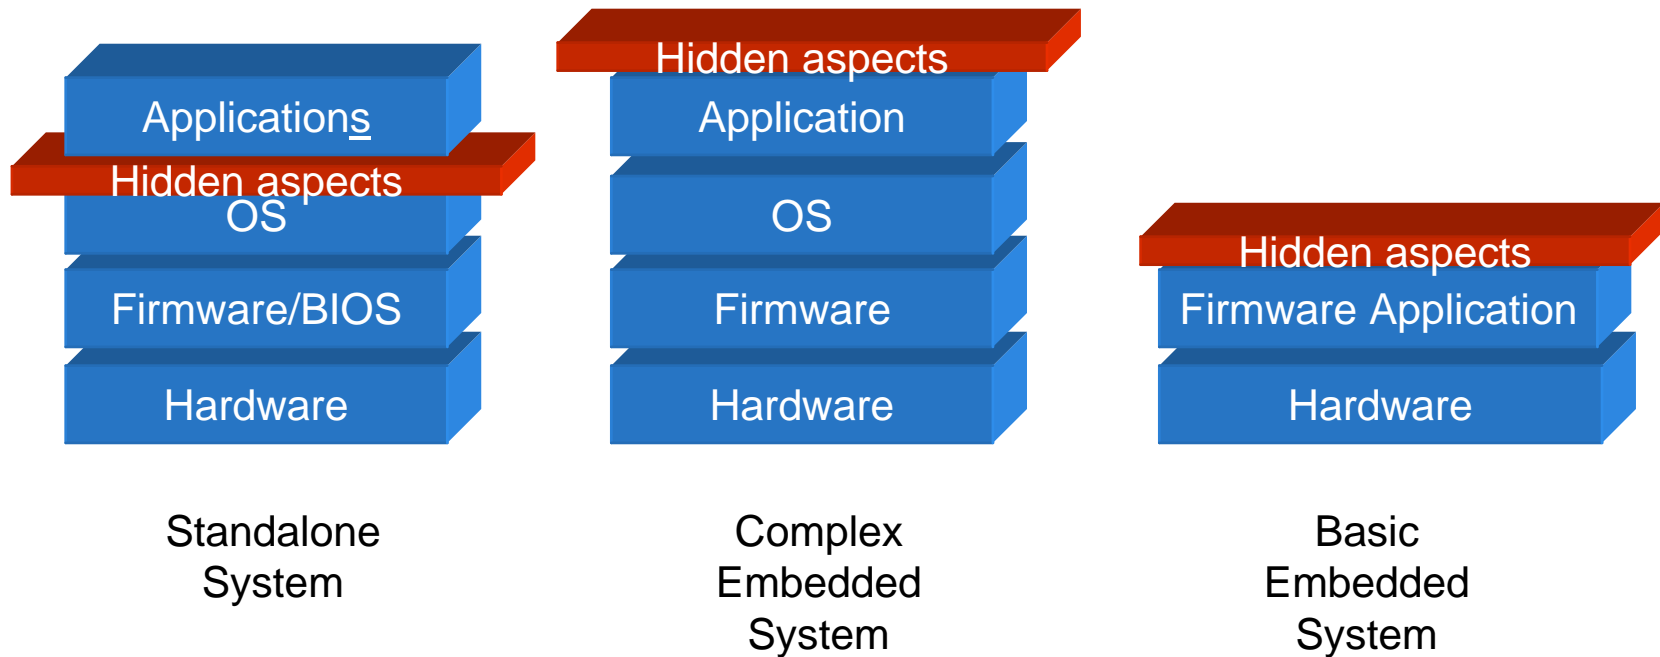 Applications
Hidden aspects
OS
Firmware/BIOS
Hardware
Standalone
System
Hidden aspects
Application
OS
Firmware
Hardware
Complex
Embedded
System
Hidden aspects
Firmware Application
Hardware
Basic
Embedded
System